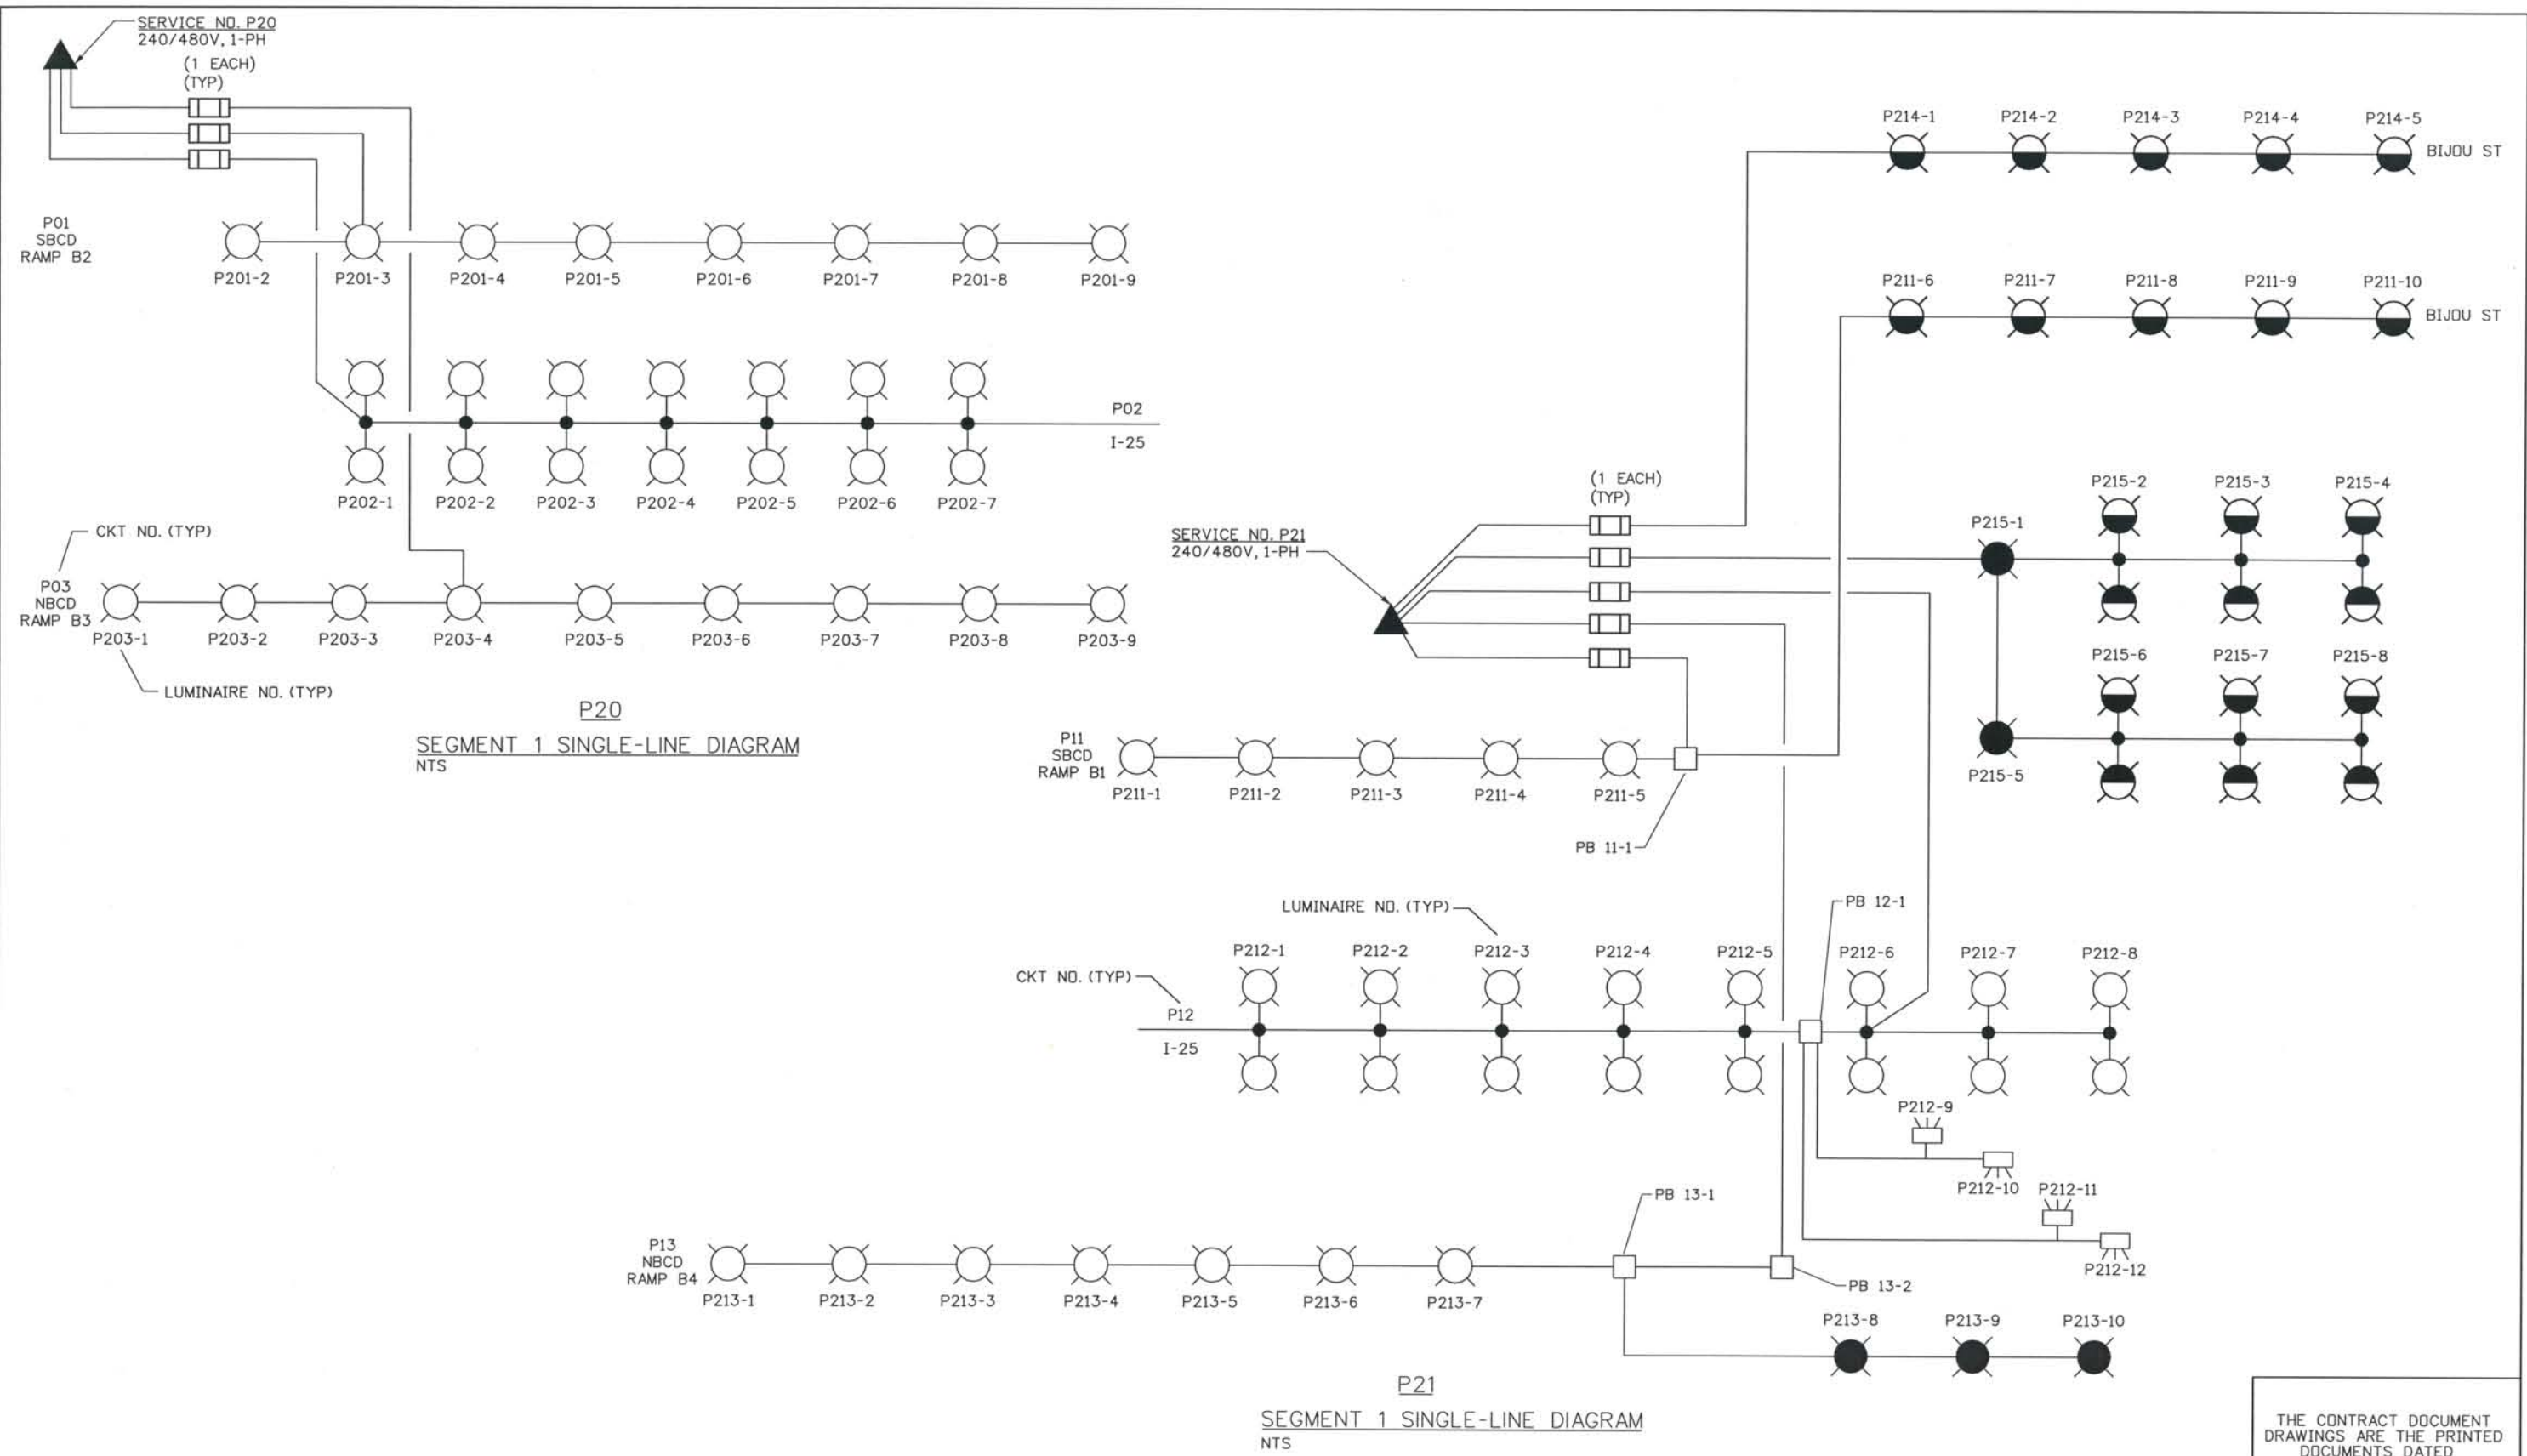 SERVICE NO. P20
240/480V, 1-PH
(1 EACH)
(TYP)
P01
SBCD
RAMP B2
P201-2 P201-3 P201-4 P201-5 P201-6 P201-7 P201-8 P201-9
P02
I-25
P202-1 P202-2 P202-3 P202-4 P202-5 P202-6 P202-7
CKT NO. (TYP)
P03
NBCD
RAMP B3
P203-1 P203-2 P203-3 P203-4 P203-5 P203-6 P203-7 P203-8 P203-9
LUMINAIRE NO. (TYP)
P20
SEGMENT 1 SINGLE-LINE DIAGRAM
NTS
P214-1 P214-2 P214-3 P214-4 P214-5
BIJOU ST
P211-6 P211-7 P211-8 P211-9 P211-10
BIJOU ST
(1 EACH)
(TYP)
SERVICE NO. P21
240/480V, 1-PH
P215-2 P215-3 P215-4
P215-1
P215-6 P215-7 P215-8
P215-5
P11
SBCD
RAMP B1
P211-1 P211-2 P211-3 P211-4 P211-5
PB 11-1
LUMINAIRE NO. (TYP)
PB 12-1
P212-1 P212-2 P212-3 P212-4 P212-5 P212-6 P212-7 P212-8
CKT NO. (TYP)
P12
I-25
P212-9
P212-10 P212-11
P212-12
PB 13-1
P13
NBCD
RAMP B4
P213-1 P213-2 P213-3 P213-4 P213-5 P213-6 P213-7
PB 13-2
P213-8 P213-9 P213-10
P21
SEGMENT 1 SINGLE-LINE DIAGRAM
NTS
THE CONTRACT DOCUMENT
DRAWINGS ARE THE PRINTED
DOCUMENTS DATED